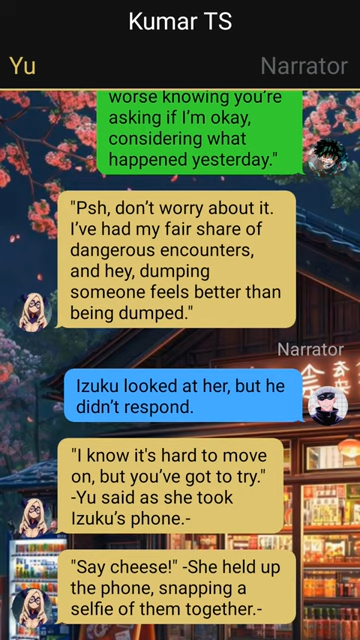 Kumar TS
Yu
Narrator
worse knowing you're
asking if I'm okay,
considering what
happened yesterday."
"Psh, don't worry about it.
I've had my fair share of
dangerous encounters,
and hey, dumping
someone feels better than
being dumped."
Narrator
Izuku looked at her, but he
didn't respond.
"I know it's hard to move
on, but you've got to try."
-Yu said as she took
Izuku's phone.-
"Say cheese!" -She held up
the phone, snapping a
selfie of them together.-